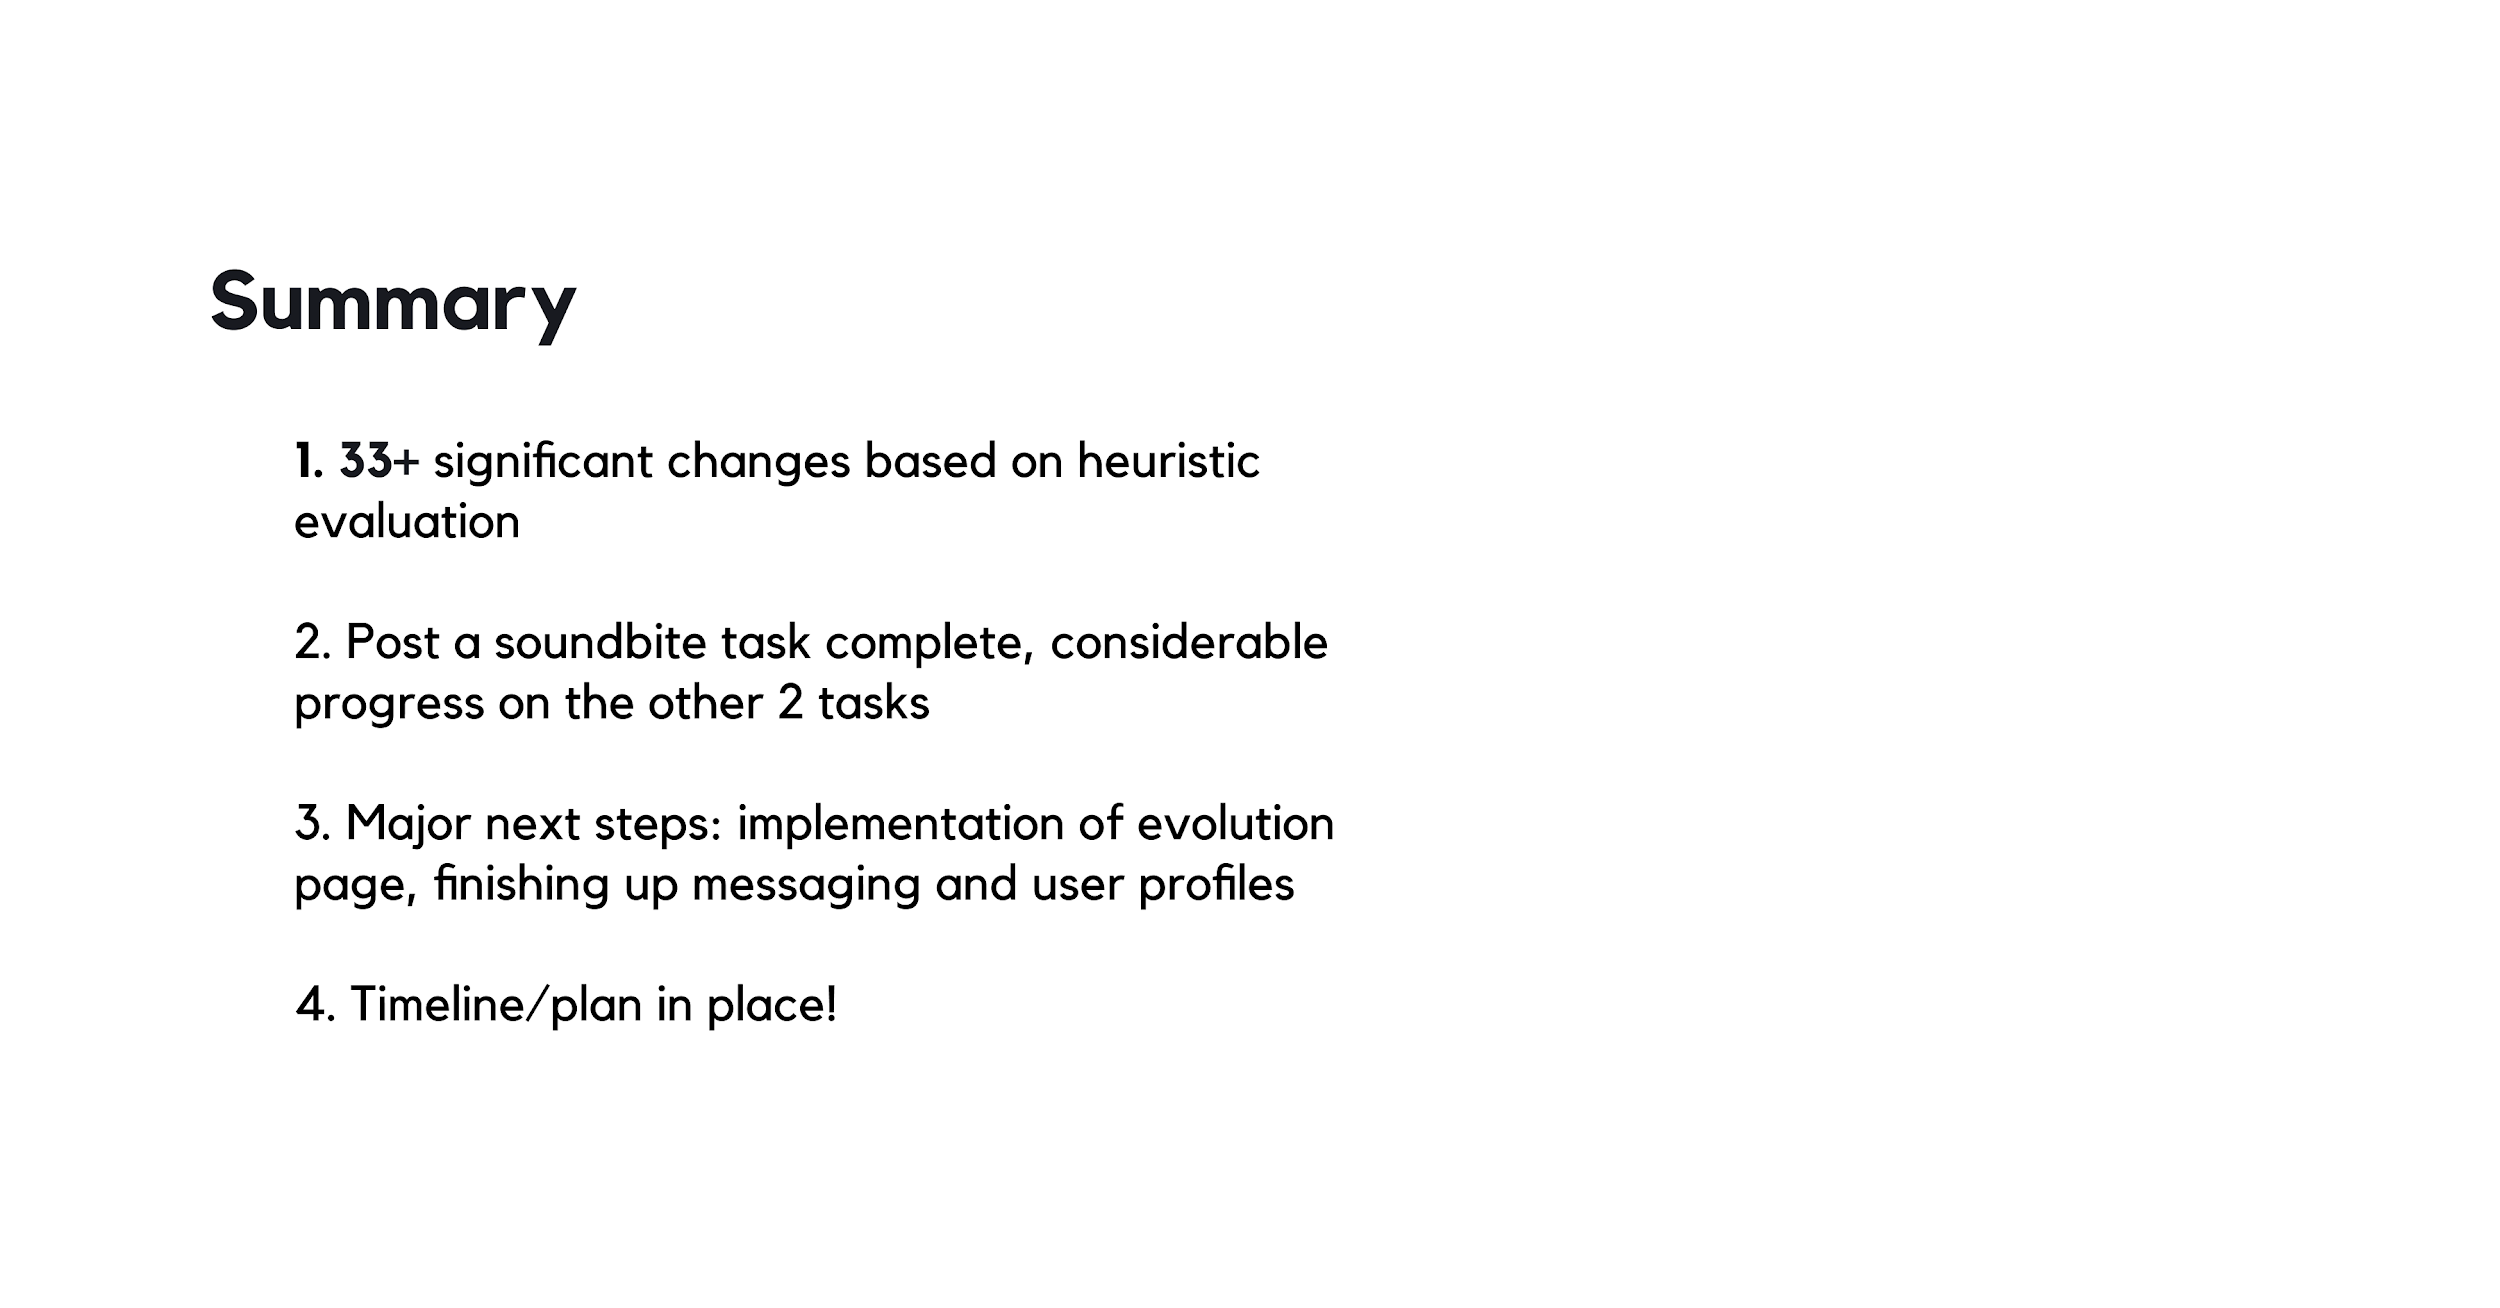 Summary
1. 33+ significant changes based on heuristic
evaluation
2. Post a soundbite task complete, considerable
progress on the other 2 tasks
3. Major next steps: implementation of evolution
page, finishing up messaging and user profiles
4. Timeline/plan in place!